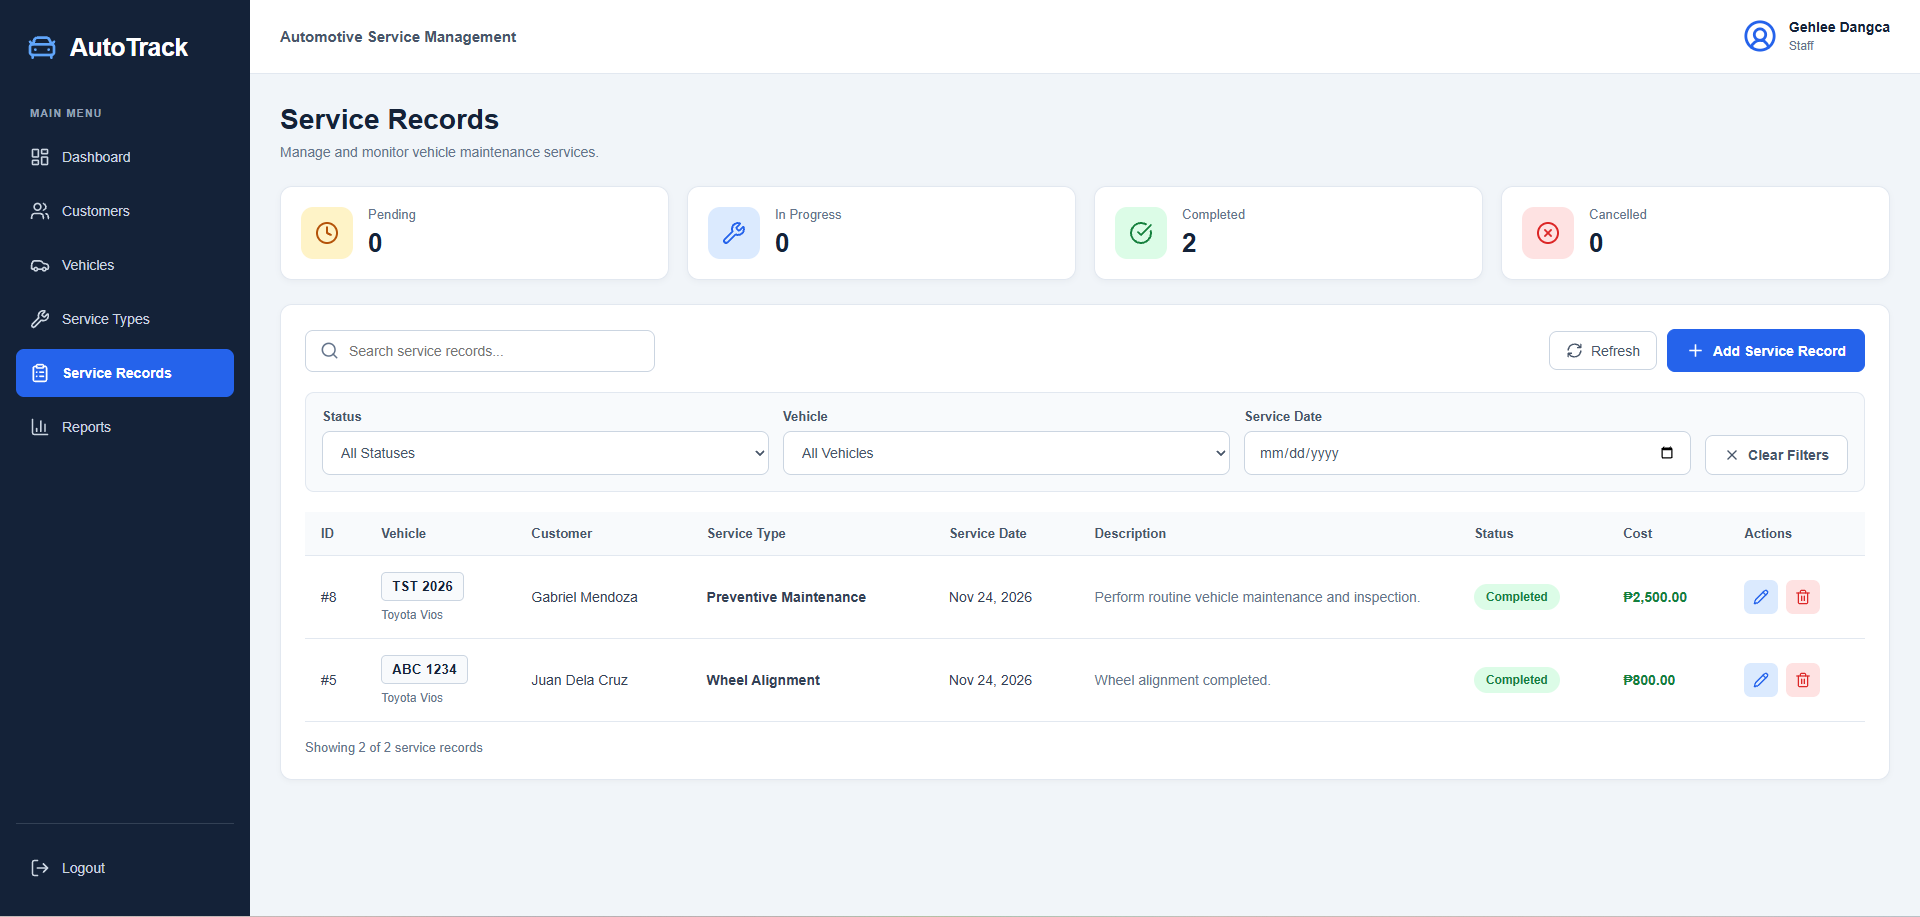 AutoTrack
MAIN MENU
Dashboard
Customers
Vehicles
Service Types
Service Records
Reports
Logout
Automotive Service Management
Gehlee Dangca
Staff
Service Records
Manage and monitor vehicle maintenance services.
Pending
0
In Progress
0
Completed
2
Cancelled
0
Search service records...
Refresh
Add Service Record
Status
All Statuses
Vehicle
All Vehicles
Service Date
mm/dd/yyyy
Clear Filters
ID Vehicle Customer Service Type Service Date Description Status Cost Actions
#8 TST 2026 Gabriel Mendoza Preventive Maintenance Nov 24, 2026 Perform routine vehicle maintenance and inspection. Completed ₱2,500.00
Toyota Vios
#5 ABC 1234 Juan Dela Cruz Wheel Alignment Nov 24, 2026 Wheel alignment completed. Completed ₱800.00
Toyota Vios
Showing 2 of 2 service records